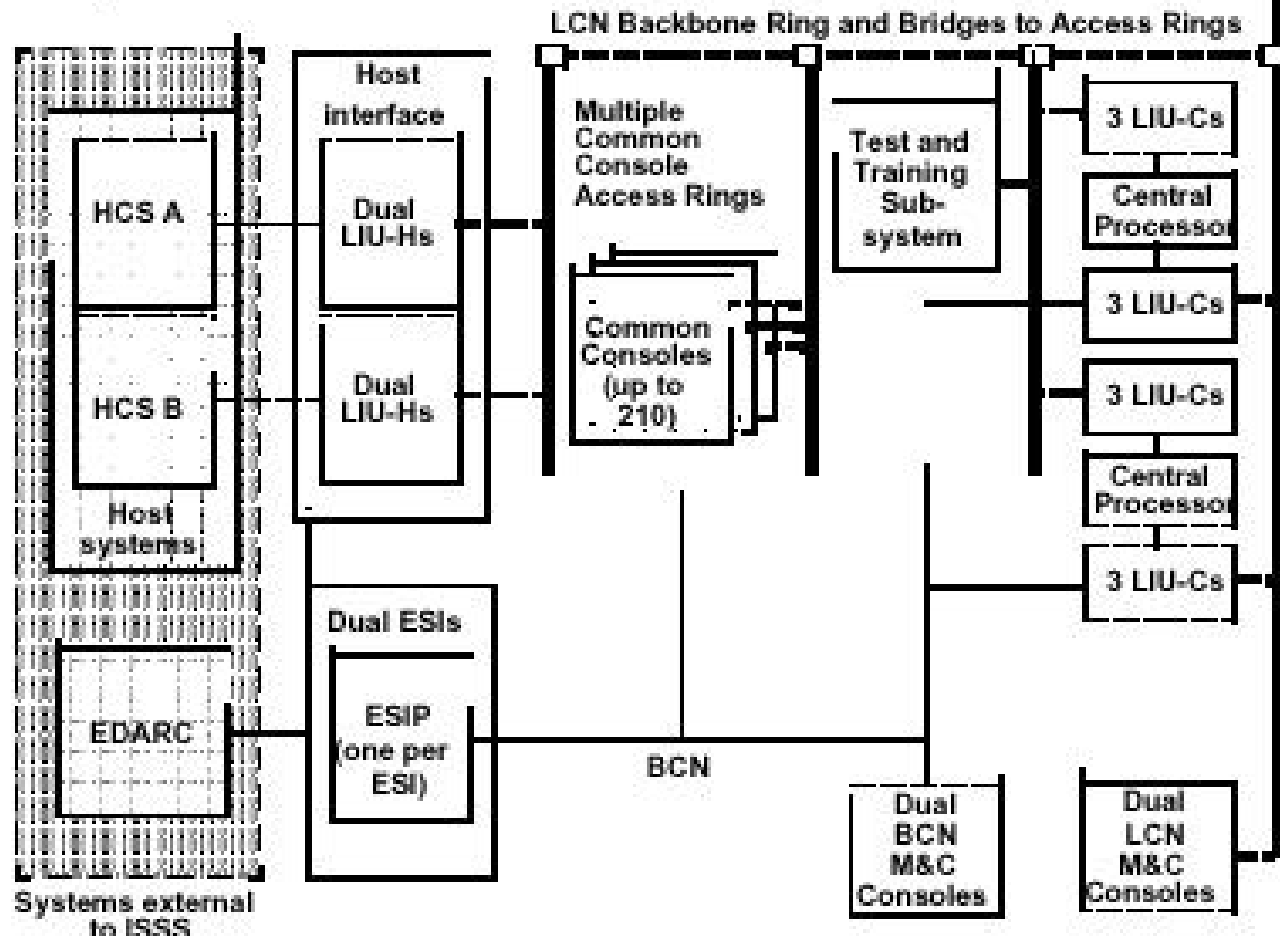 LCN Backbone Ring and Bridges to Access Rings
Host
interface
Multiple
Common
Console
Access Rings
Test and
Training
Sub-
system
3 LIU-Cs
Central
Processor
3 LIU-Cs
3 LIU-Cs
Central
Processor
3 LIU-Cs
HCS A
Dual
LIU-Hs
HCS B
Dual
LIU-Hs
Common
Consoles
(up to
210)
Host
systems
Dual ESIs
EDARC
ESIP
(one per
ESI)
BCN
Dual
BCN
M&C
Consoles
Dual
LCN
M&C
Consoles
Systems external
to ISSS